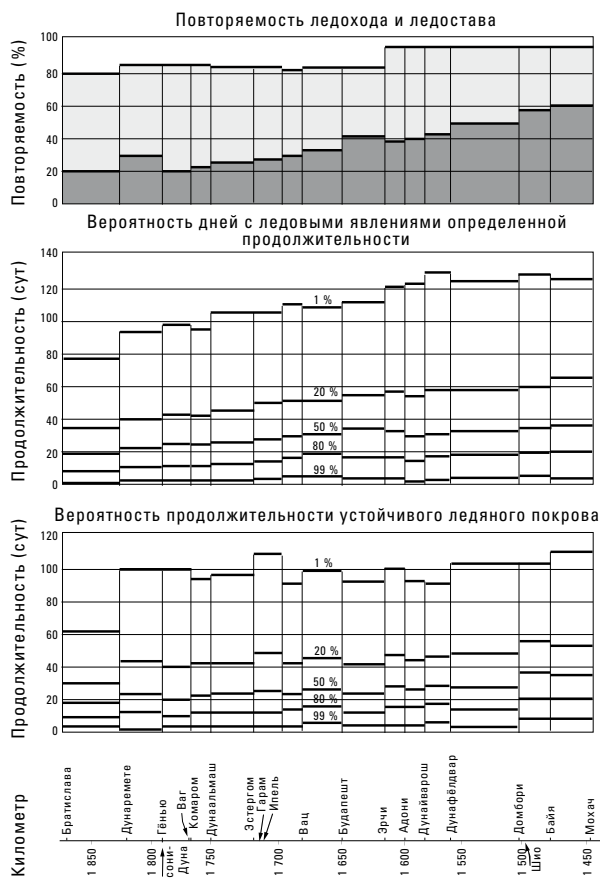 Повторяемость ледохода и ледостава
Повторяемость (%)
100
80
60
40
20
0
Вероятность дней с ледовыми явлениями определенной
продолжительности
Продолжительность (сут)
140
120
100
80
60
40
20
0
1 %
20 %
50 %
80 %
99 %
Вероятность продолжительности устойчивого ледяного покрова
Продолжительность (сут)
120
100
80
60
40
20
0
1 %
20 %
50 %
80 %
99 %
Километр
Братислава
Дунаремете
Гёнью
Ваг
Комаром
Дунаальмаш
Эстергом
Гарам
Ипель
Вац
Будапешт
Эрчи
Адони
Дунайварош
Дунафёлдвар
Домбори
Байя
Мохач
1 850
1 800
сони-
Дуна
1 750
1 700
1 650
1 600
1 550
1 500
Шио
1 450